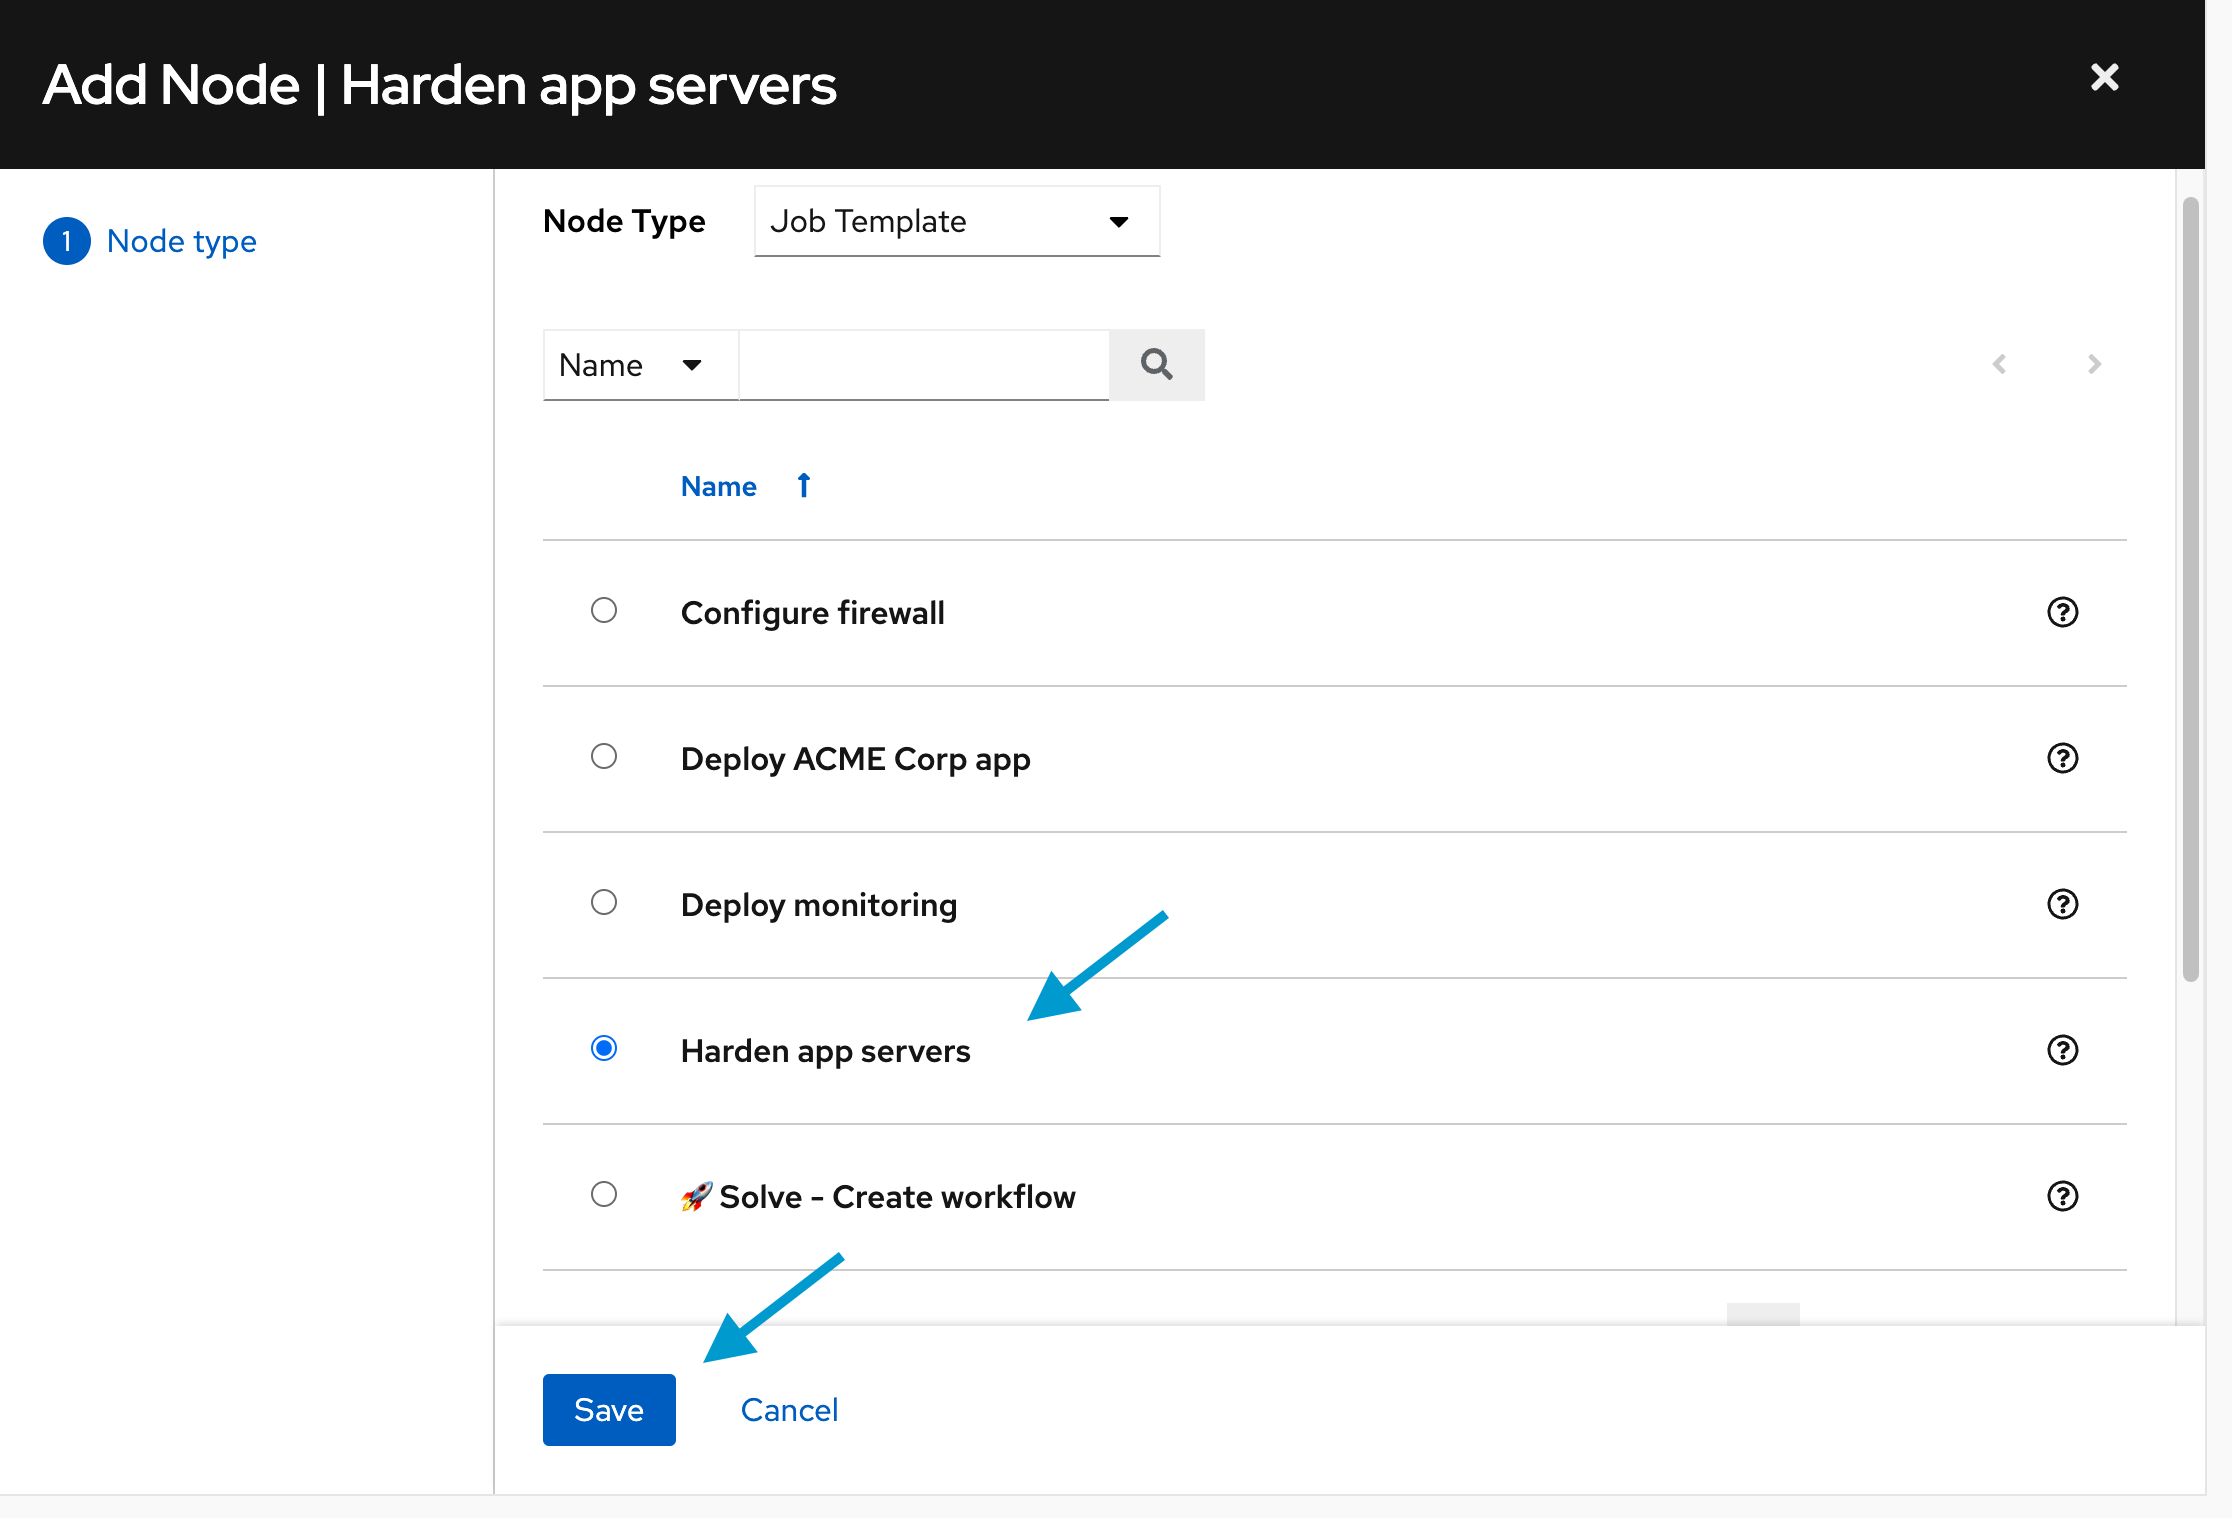 Add Node | Harden app servers
1 Node type
Node Type Job Template
Name
Name
Configure firewall
Deploy ACME Corp app
Deploy monitoring
Harden app servers
🚀 Solve - Create workflow
Save Cancel